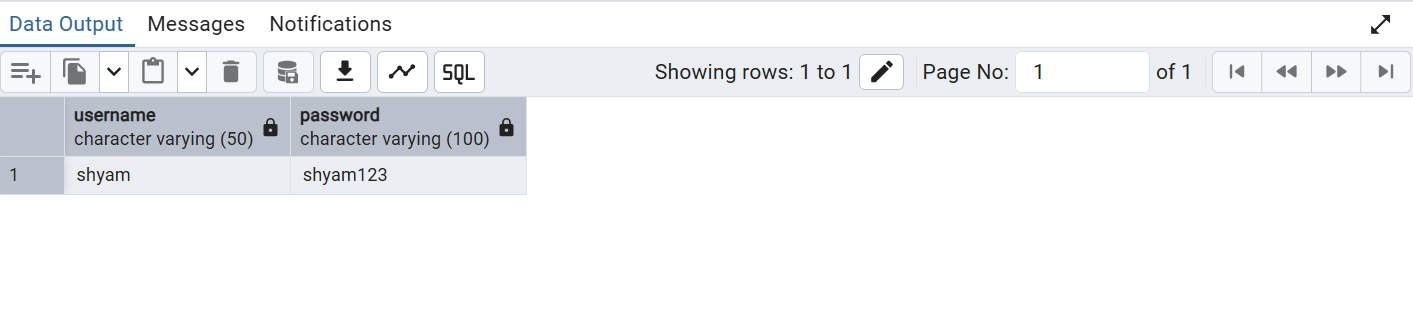 Data Output Messages Notifications
SQL Showing rows: 1 to 1 Page No: 1 of 1
username password
character varying (50) character varying (100)
1 shyam shyam123